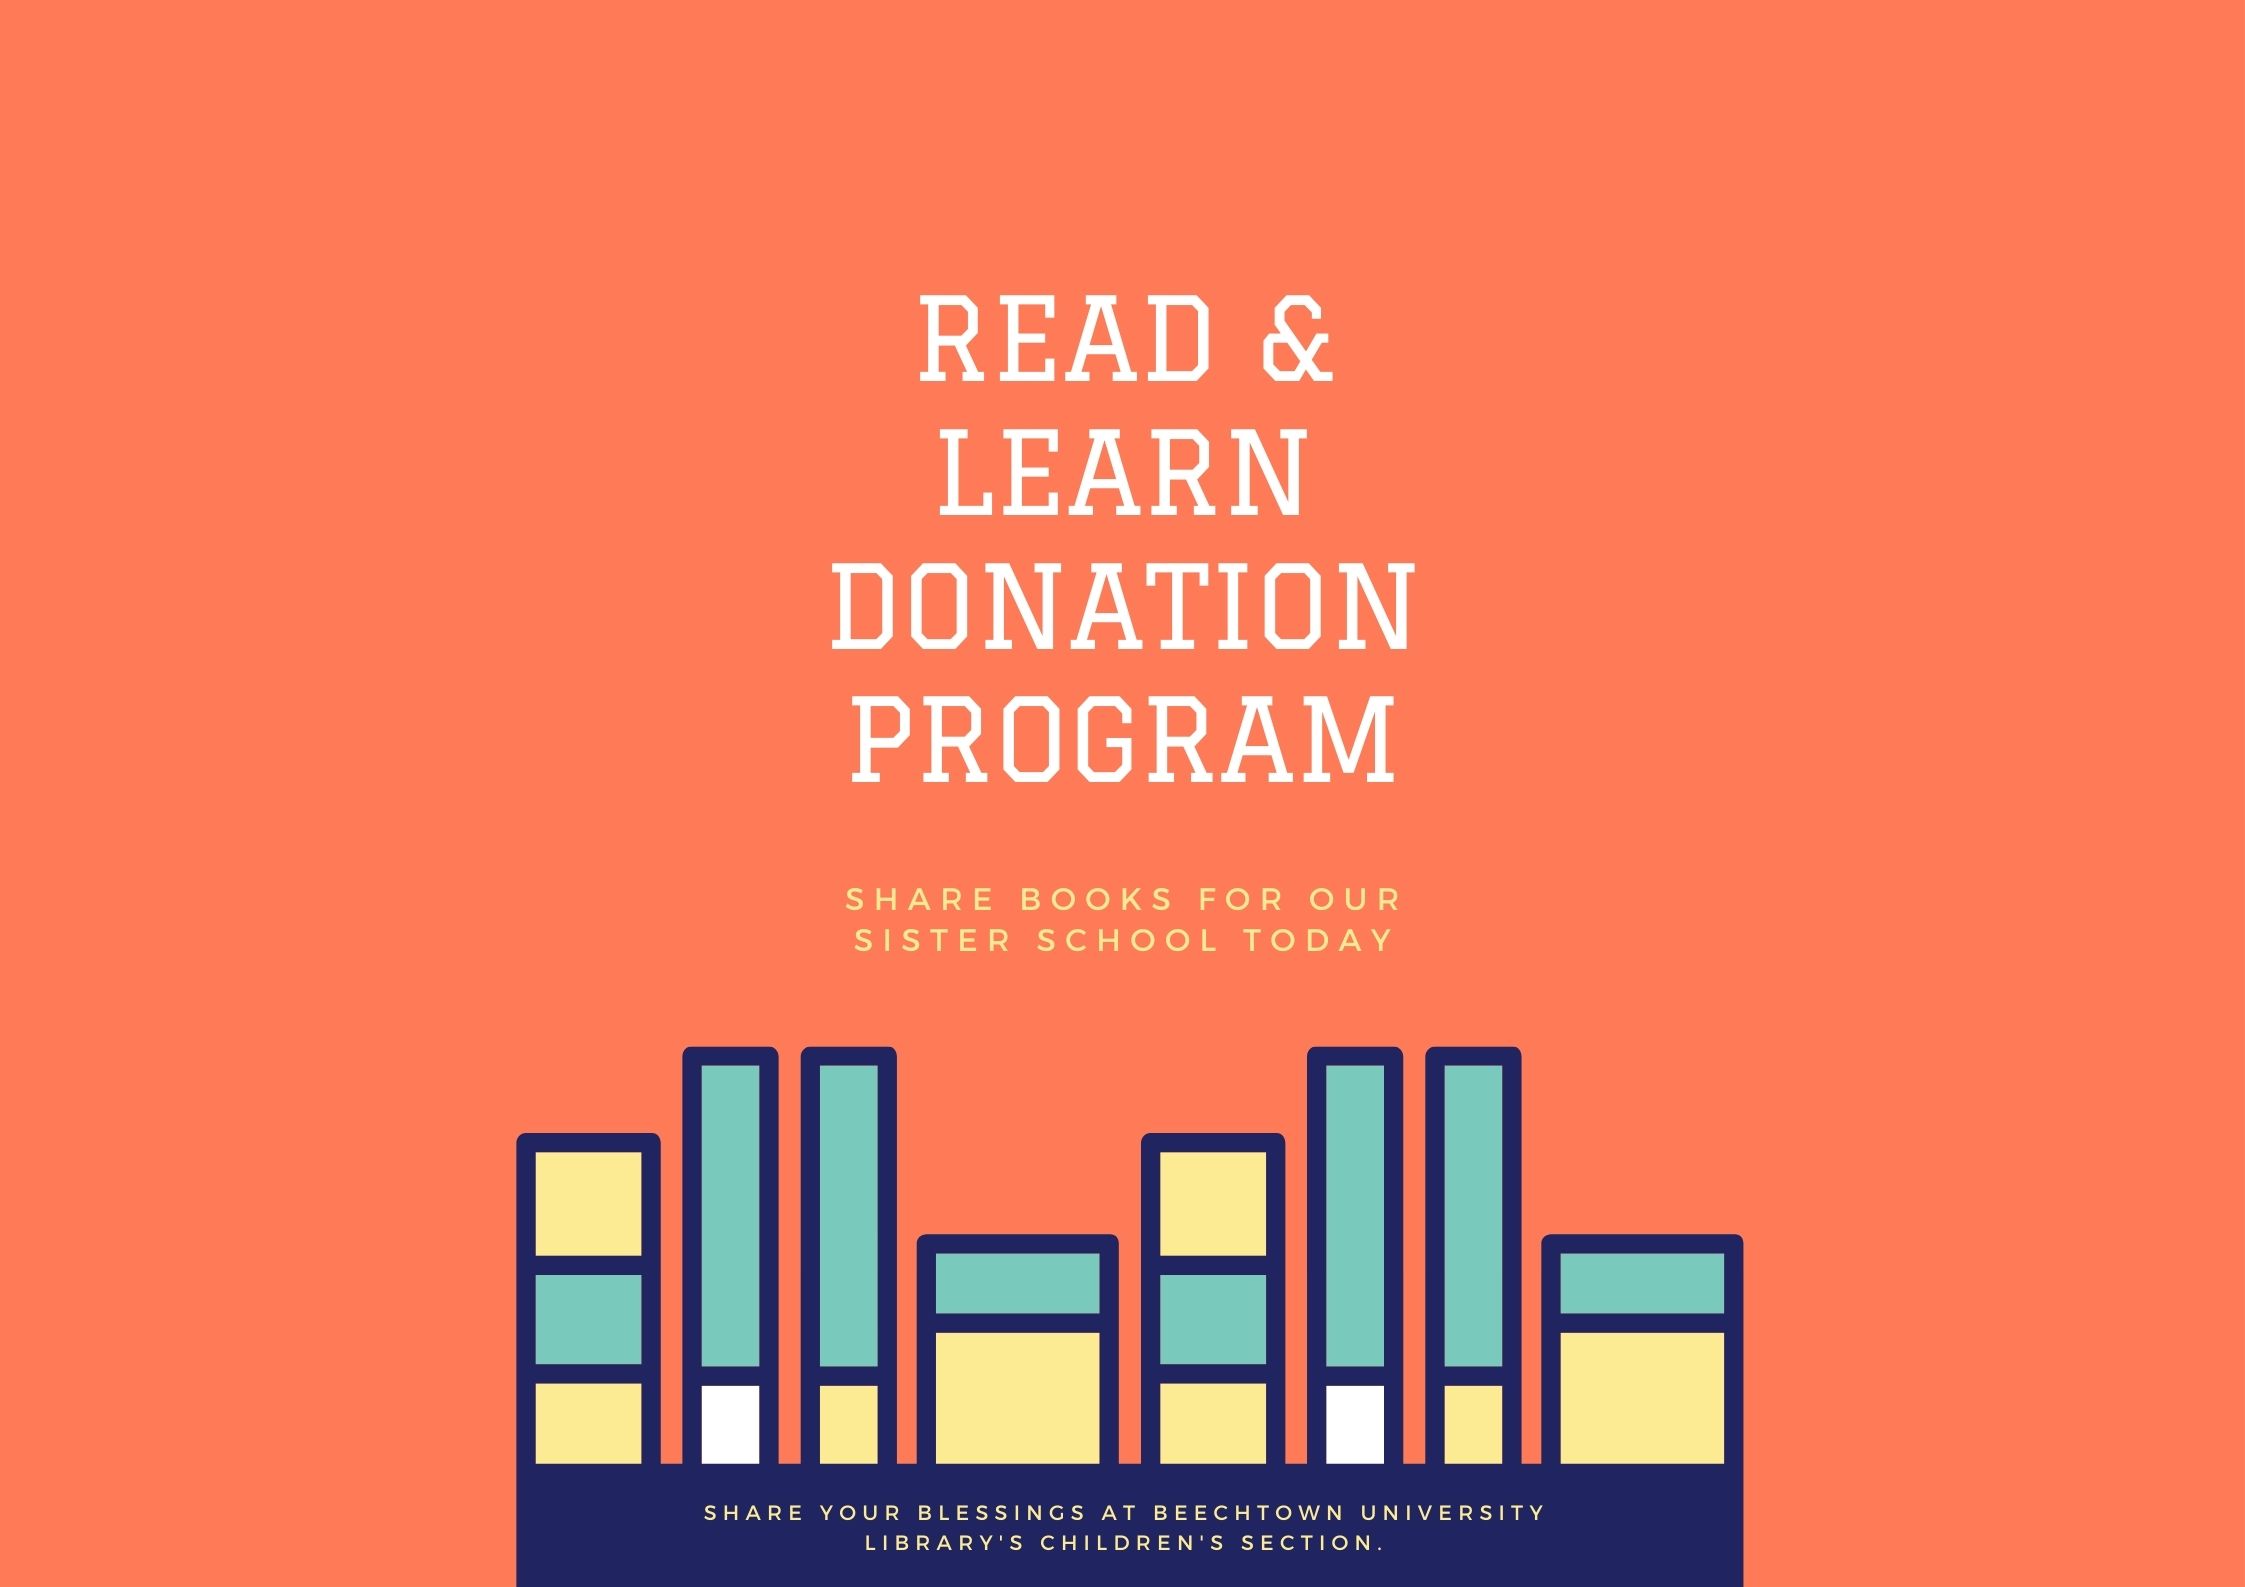 READ &
LEARN
DONATION
PROGRAM
SHARE BOOKS FOR OUR
SISTER SCHOOL TODAY
SHARE YOUR BLESSINGS AT BEECHTOWN UNIVERSITY
LIBRARY'S CHILDREN'S SECTION.